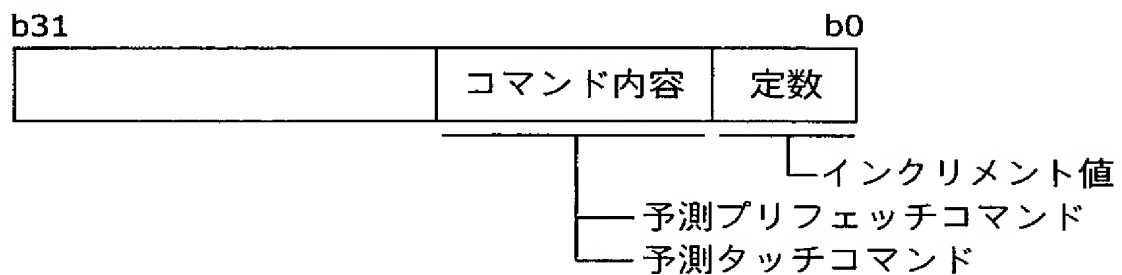 b31 b0
コマンド内容 定数
インクリメント値
予測プリフェッチコマンド
予測タッチコマンド